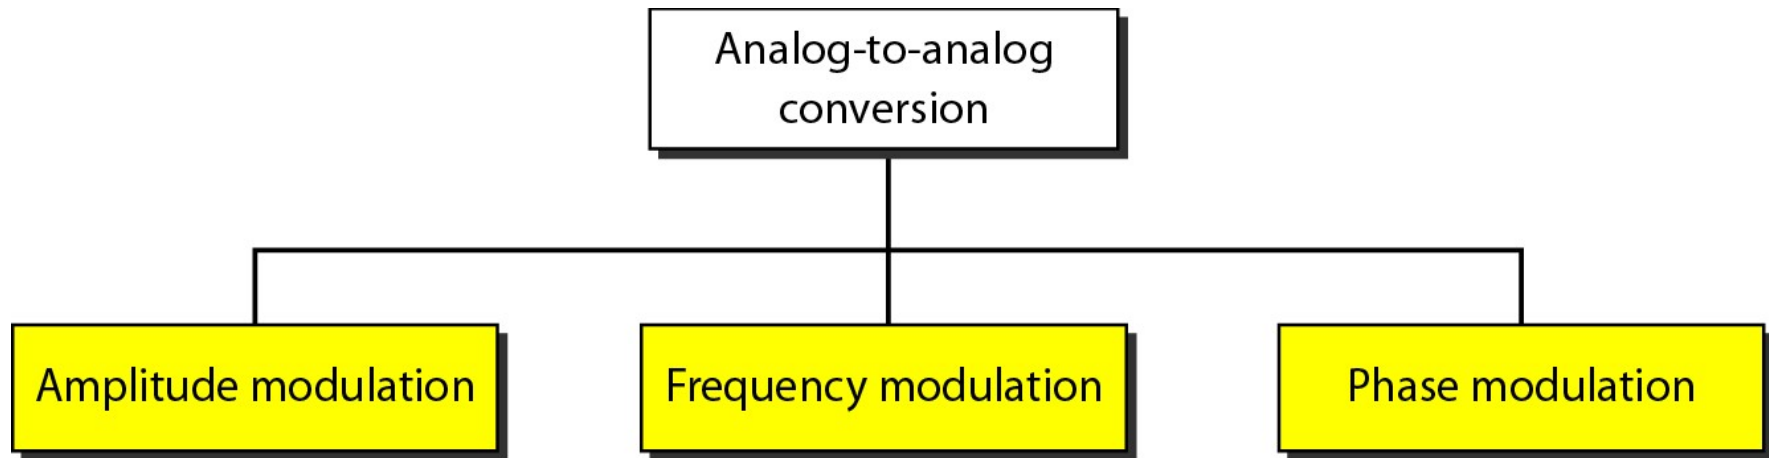 Analog-to-analog
conversion
Amplitude modulation
Frequency modulation
Phase modulation